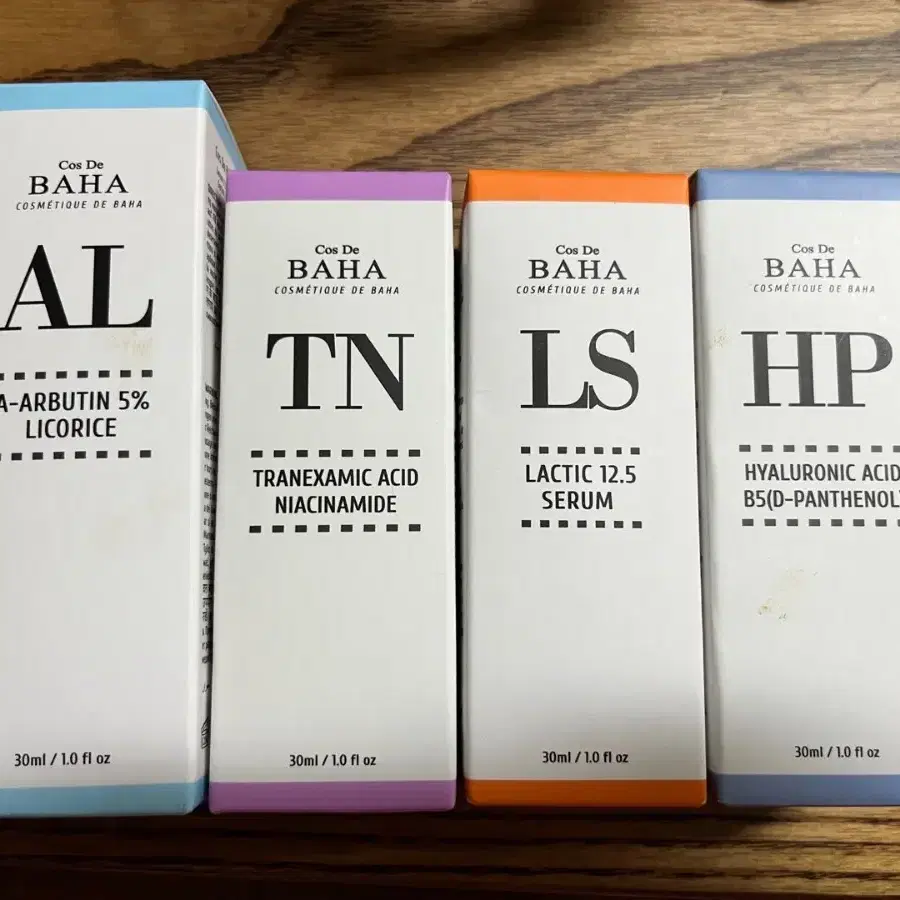 Cos De
BAHA
COSMÉTIQUE DE BAHA
AL
A-ARBUTIN 5%
LICORICE
30ml / 1.0 fl oz
Cos De
BAHA
COSMÉTIQUE DE BAHA
TN
TRANEXAMIC ACID
NIACINAMIDE
30ml / 1.0 fl oz
Cos De
BAHA
COSMÉTIQUE DE BAHA
LS
LACTIC 12.5
SERUM
30ml / 1.0 fl oz
Cos De
BAHA
COSMÉTIQUE DE BAHA
HP
HYALURONIC ACID
B5(D-PANTHENOL)
30ml / 1.0 fl oz